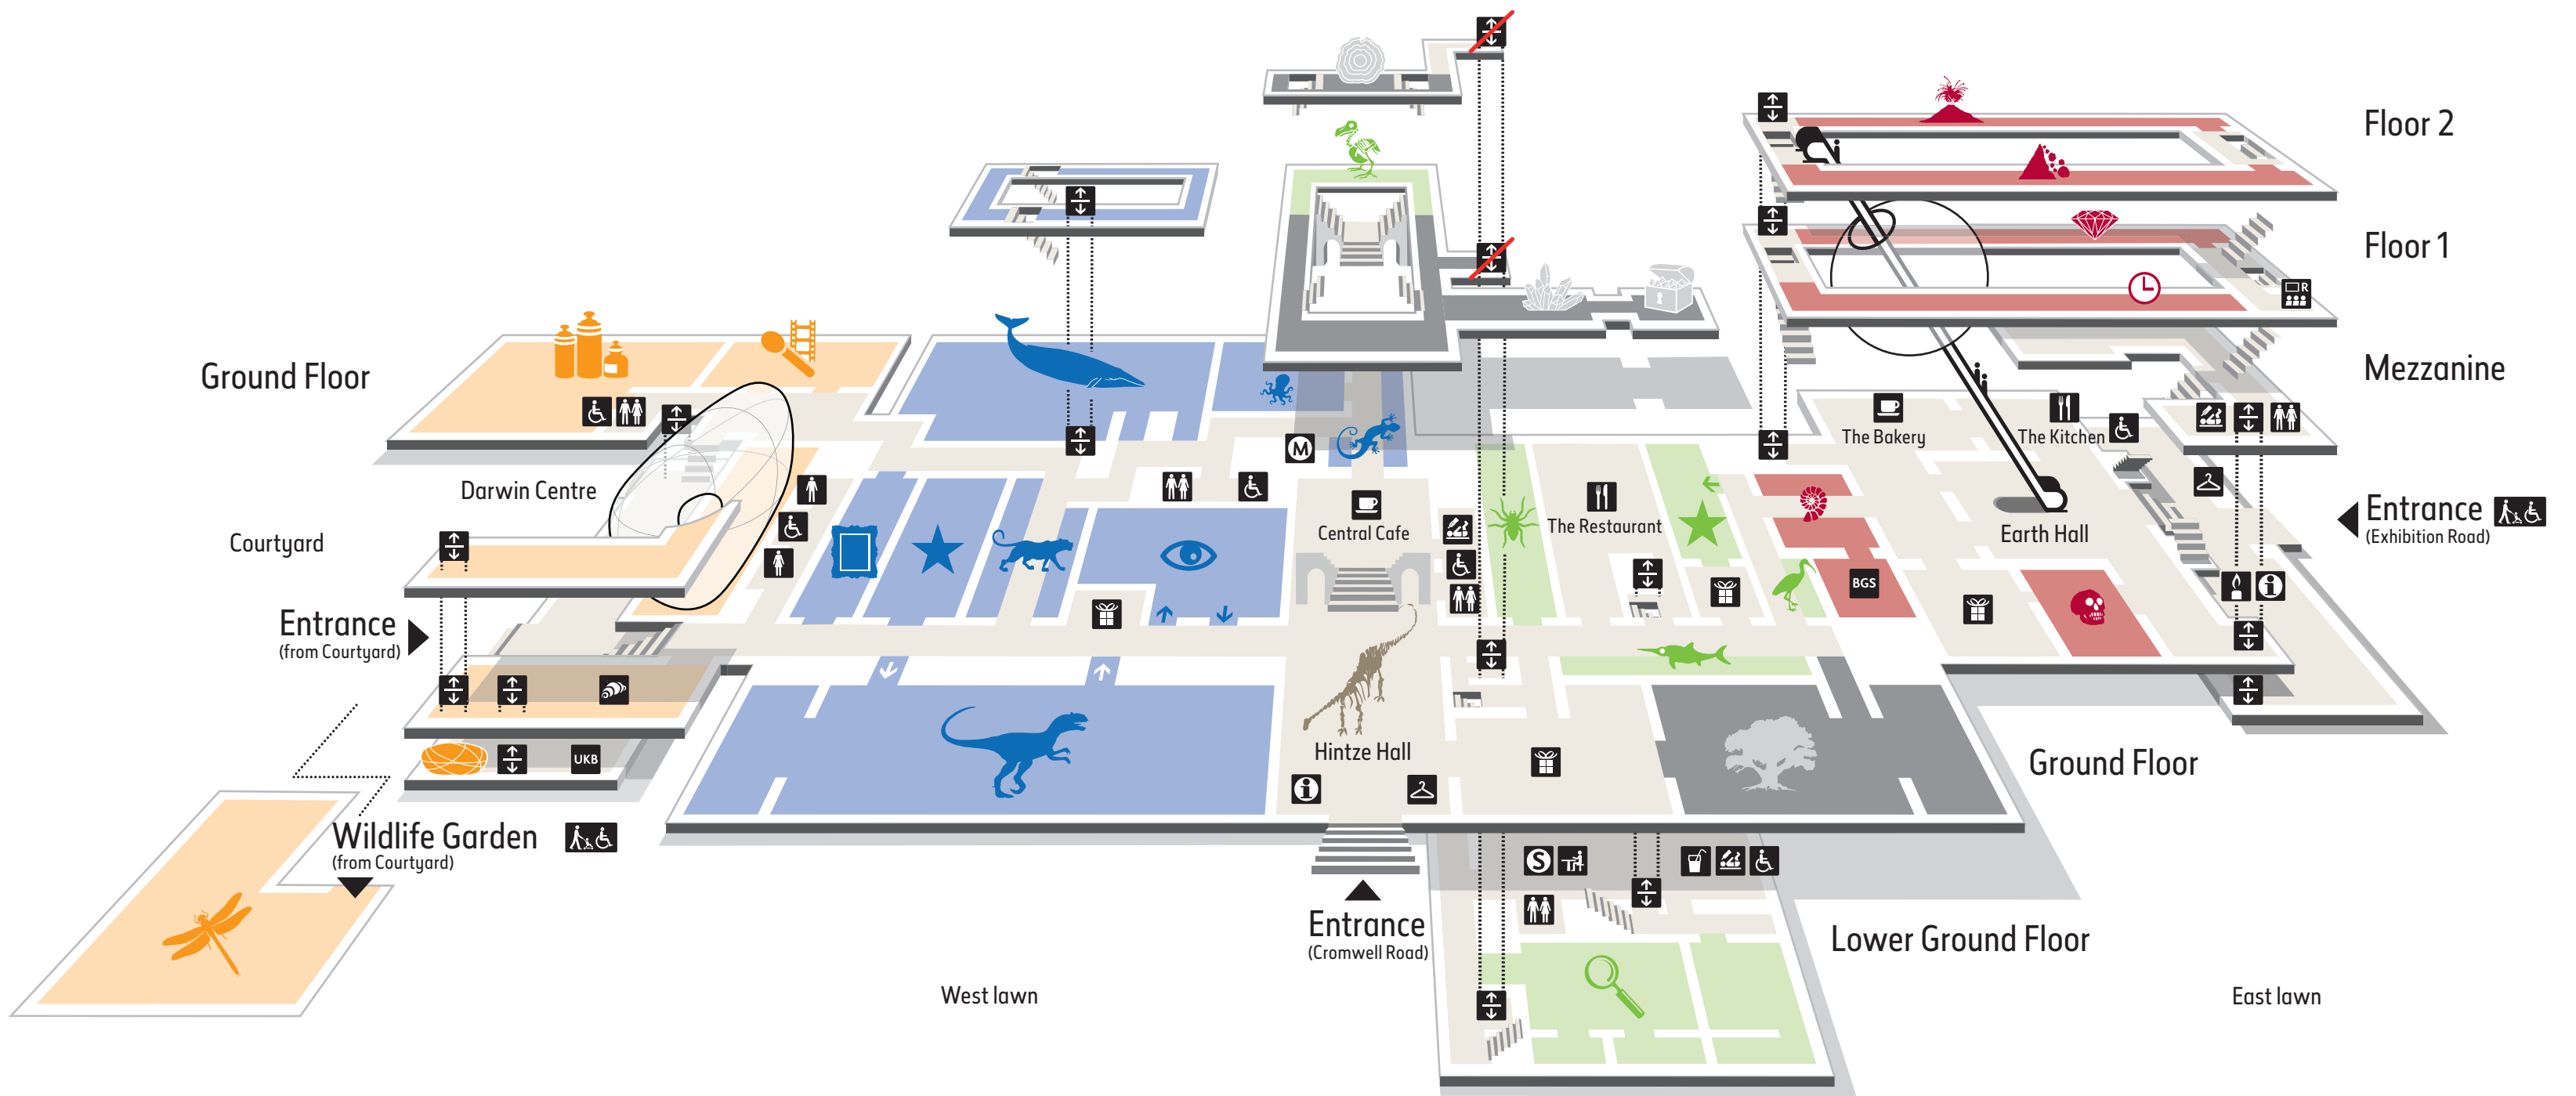 Floor 2
Floor 1
R
Ground Floor
Mezzanine
The Bakery
The Kitchen
M
Darwin Centre
Central Cafe
The Restaurant
Earth Hall
Entrance
(Exhibition Road)
Courtyard
BGS
i
Entrance
(from Courtyard)
UKB
Hintze Hall
i
Ground Floor
Wildlife Garden
(from Courtyard)
S
Entrance
(Cromwell Road)
Lower Ground Floor
West lawn
East lawn